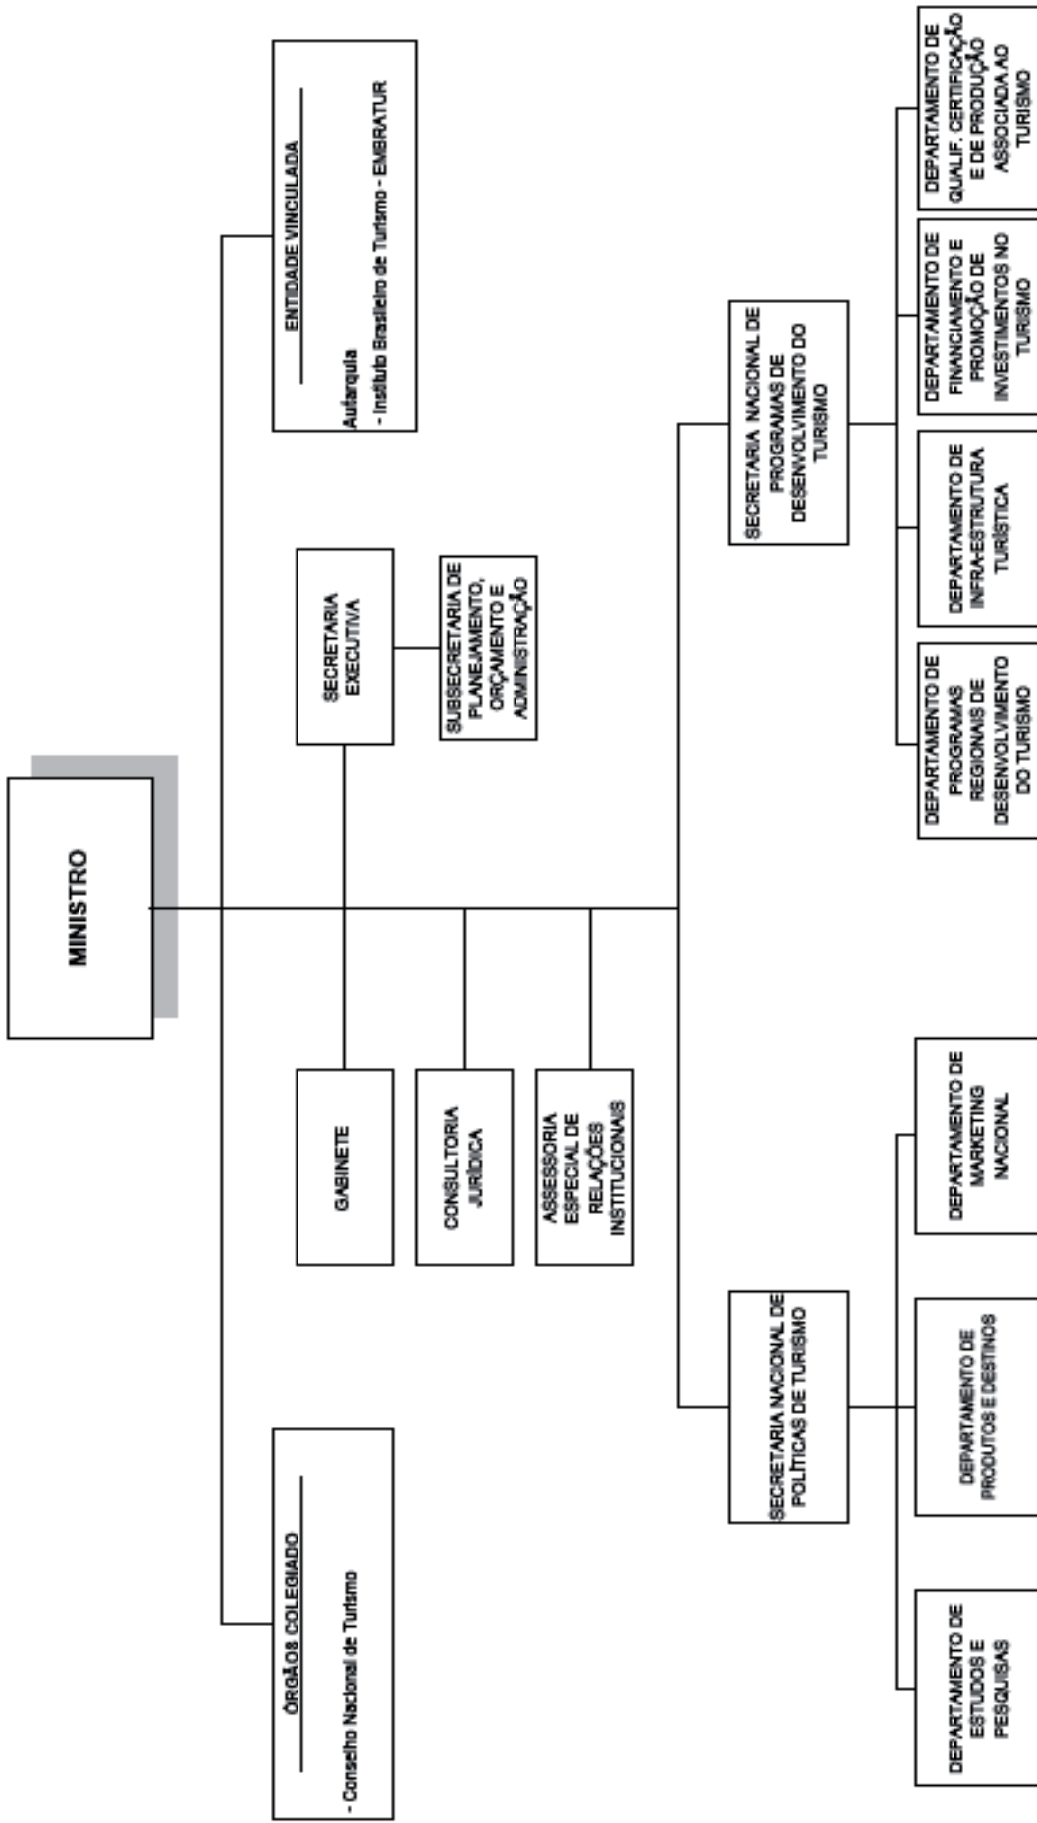 MINISTRO
ÓRGÃOS COLEGIADO
- Conselho Nacional de Turismo
ENTIDADE VINCULADA
Autarquia
- Instituto Brasileiro de Turismo - EMBRATUR
GABINETE
SECRETARIA
EXECUTIVA
CONSULTORIA
JURÍDICA
SUBSECRETARIA DE
PLANEJAMENTO,
ORÇAMENTO E
ADMINISTRAÇÃO
ASSESSORIA
ESPECIAL DE
RELAÇÕES
INSTITUCIONAIS
SECRETARIA NACIONAL DE
POLÍTICAS DE TURISMO
SECRETARIA NACIONAL DE
PROGRAMAS DE
DESENVOLVIMENTO DO
TURISMO
DEPARTAMENTO DE
ESTUDOS E
PESQUISAS
DEPARTAMENTO DE
PRODUTOS E DESTINOS
DEPARTAMENTO DE
MARKETING
NACIONAL
DEPARTAMENTO DE
PROGRAMAS
REGIONAIS DE
DESENVOLVIMENTO
DO TURISMO
DEPARTAMENTO DE
INFRA-ESTRUTURA
TURÍSTICA
DEPARTAMENTO DE
FINANCIAMENTO E
PROMOÇÃO DE
INVESTIMENTOS NO
TURISMO
DEPARTAMENTO DE
QUALIF. CERTIFICAÇÃO
E DE PRODUÇÃO
ASSOCIADA AO
TURISMO